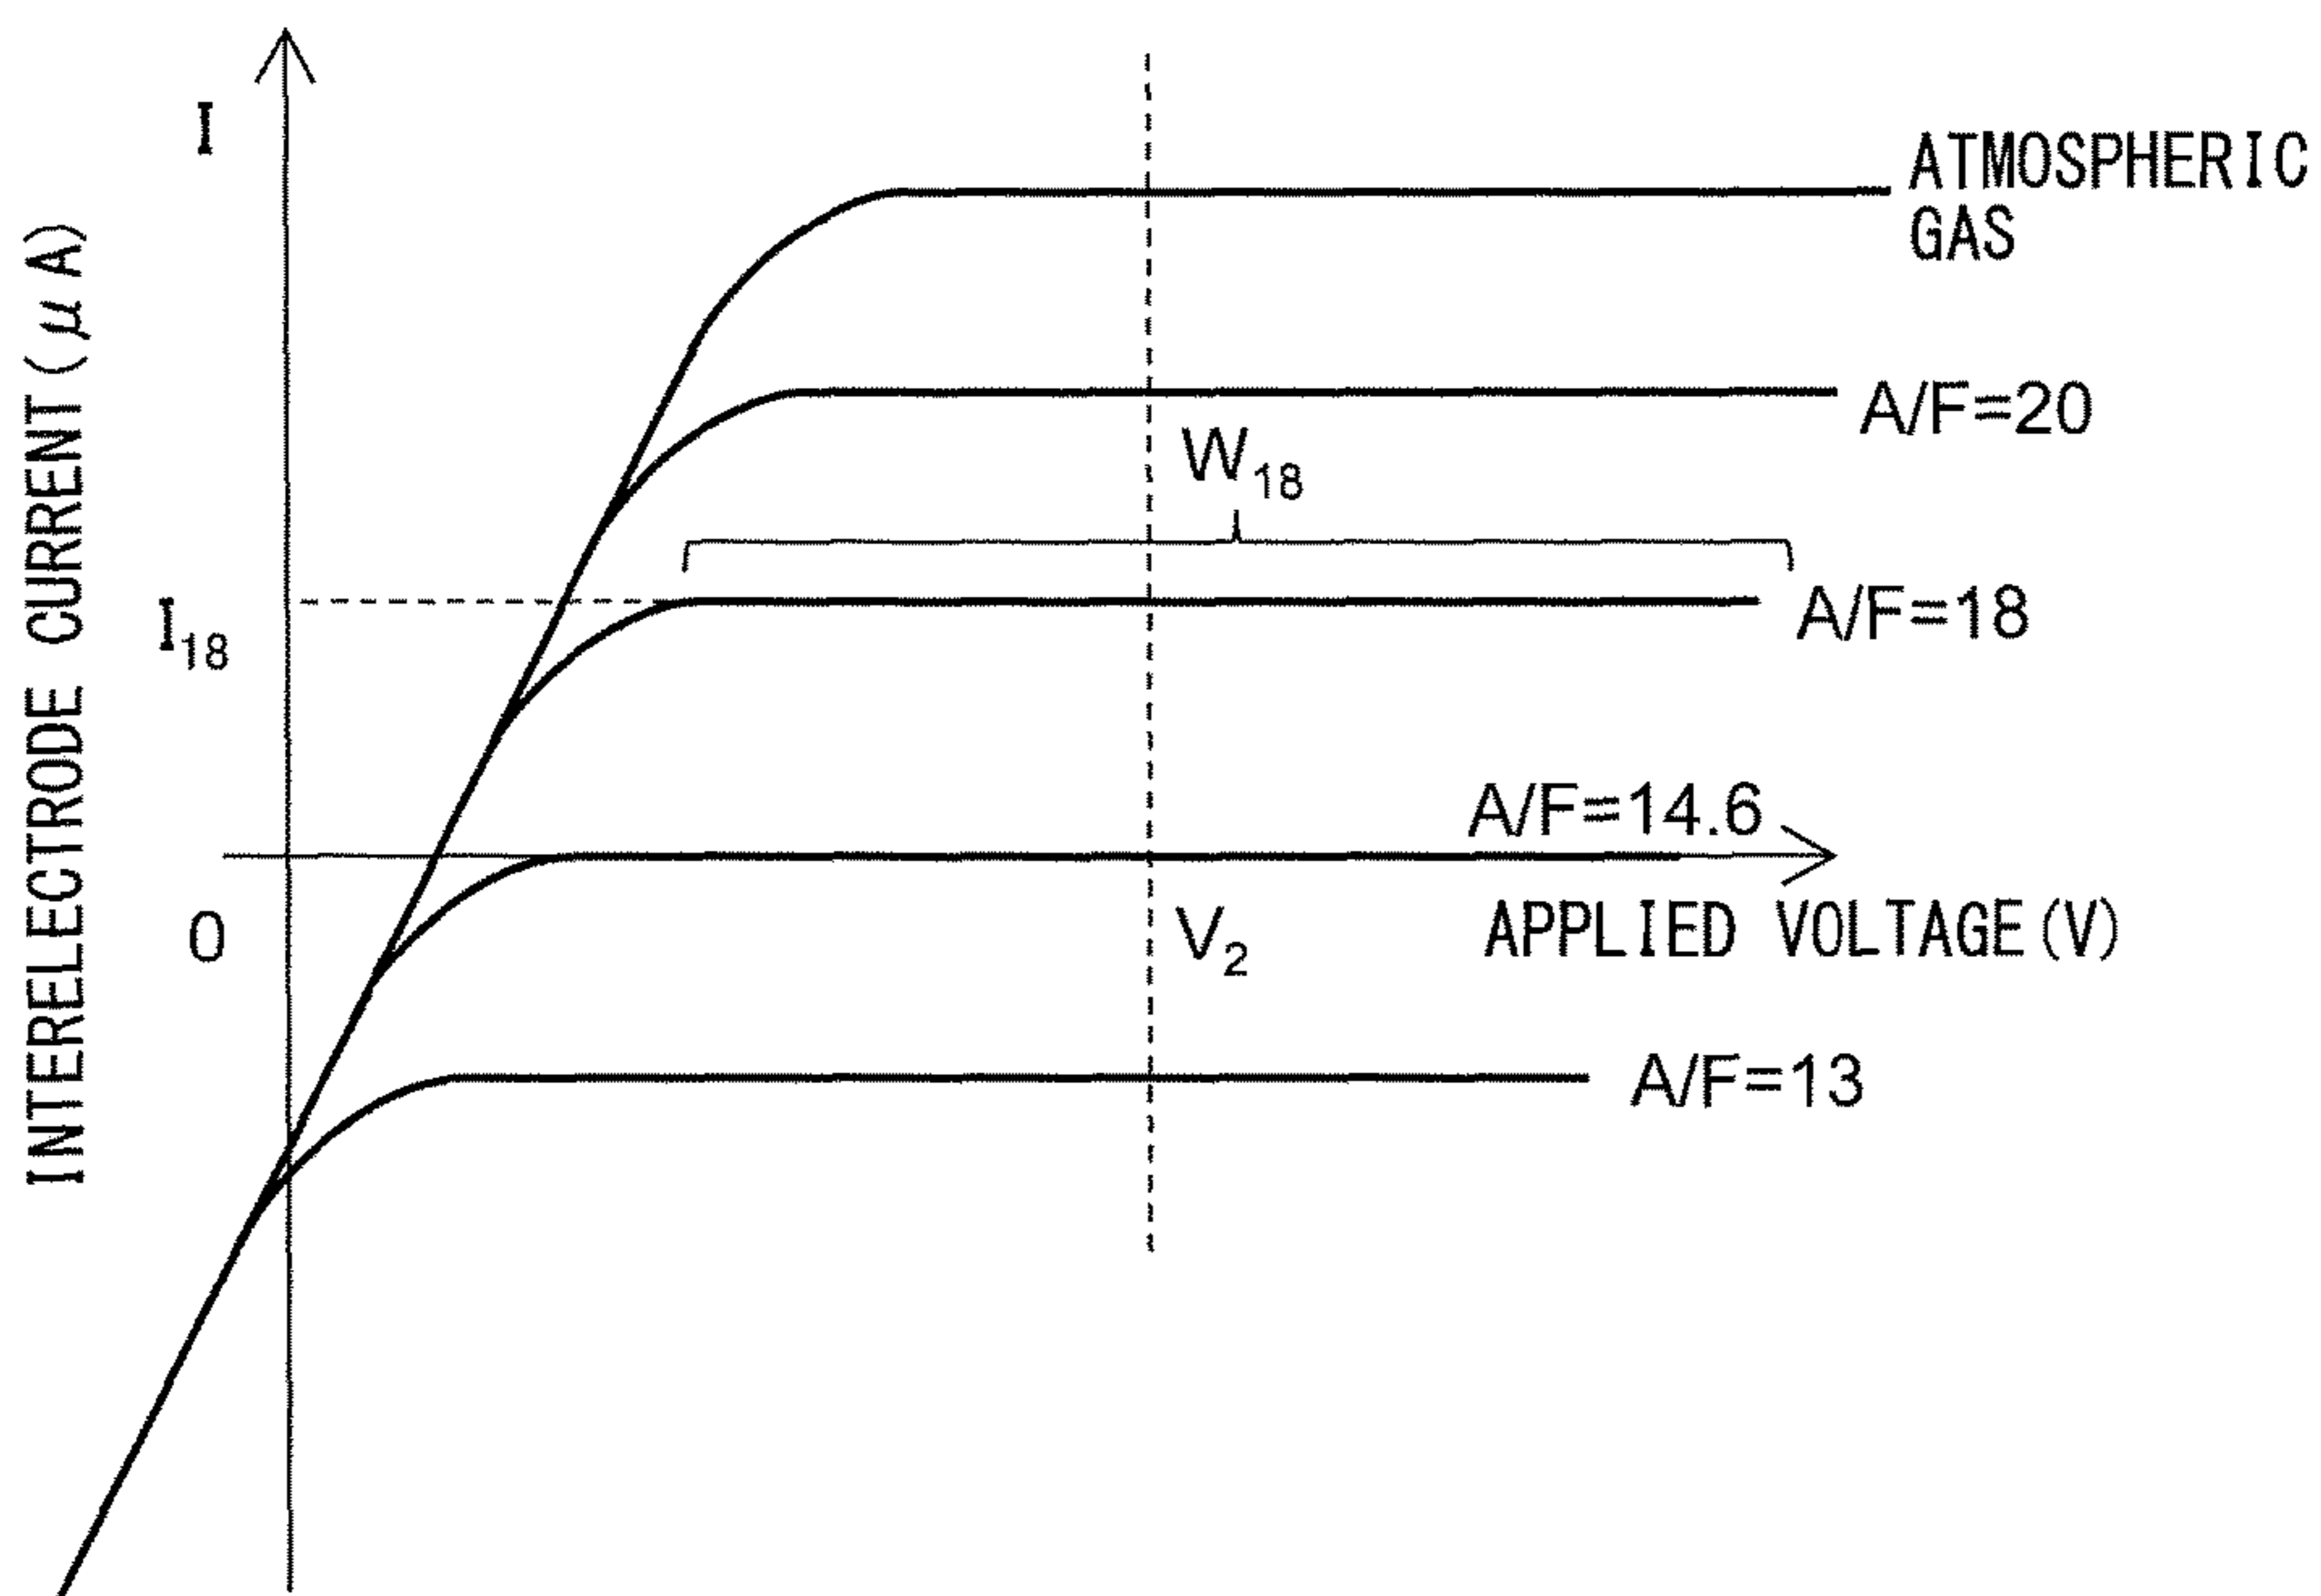 I
ATMOSPHERIC
GAS
INTERELECTRODE CURRENT(μA)
A/F=20
W18
I18
A/F=18
A/F=14.6
0
V2
APPLIED VOLTAGE(V)
A/F=13